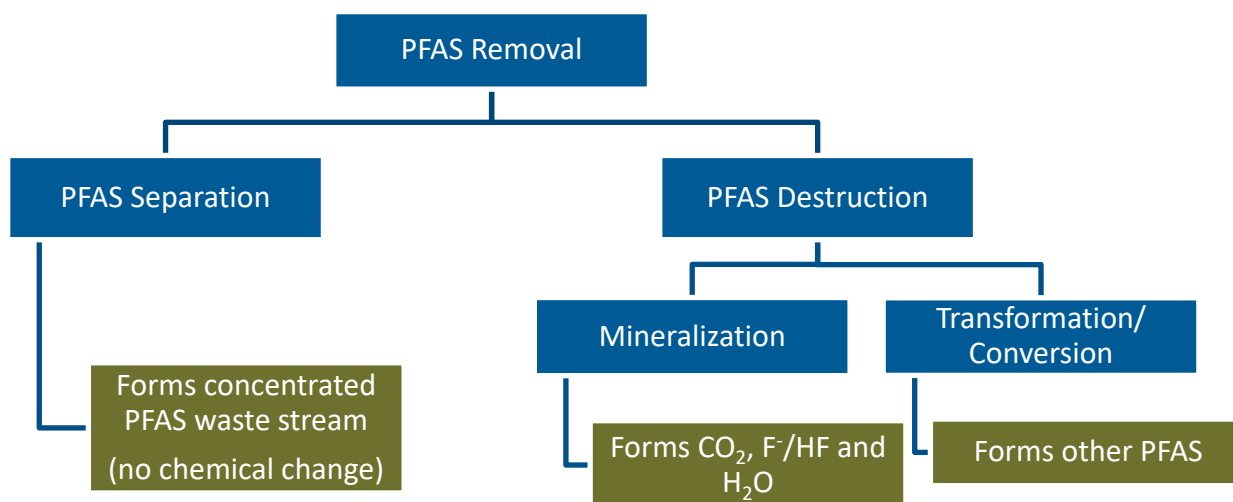 PFAS Removal
PFAS Separation
PFAS Destruction
Mineralization
Transformation/
Conversion
Forms concentrated
PFAS waste stream
(no chemical change)
Forms CO₂, F⁻/HF and
H₂O
Forms other PFAS